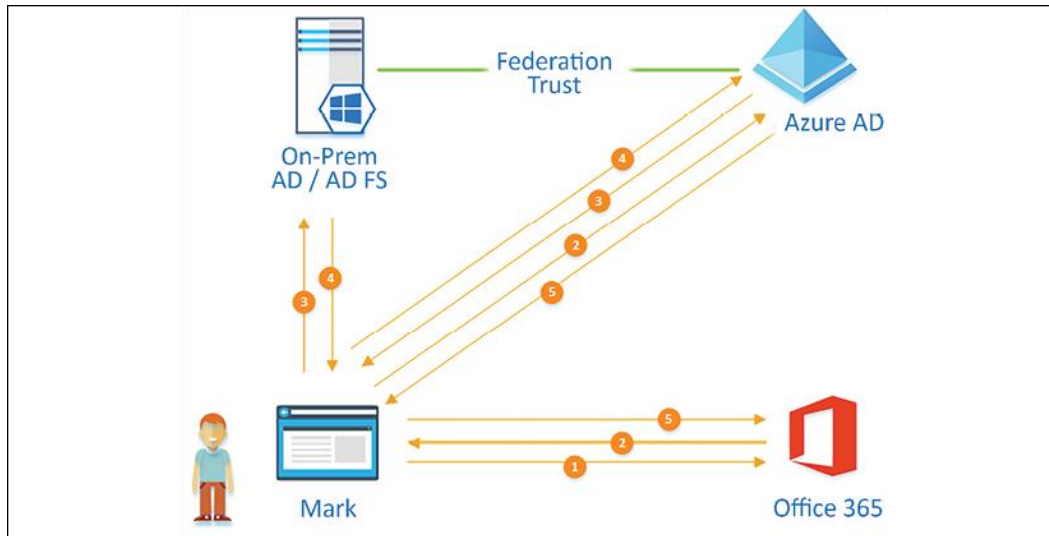 Federation
Trust
Azure AD
On-Prem
AD / AD FS
4
3
2
5
4
3
5
2
1
Mark
Office 365